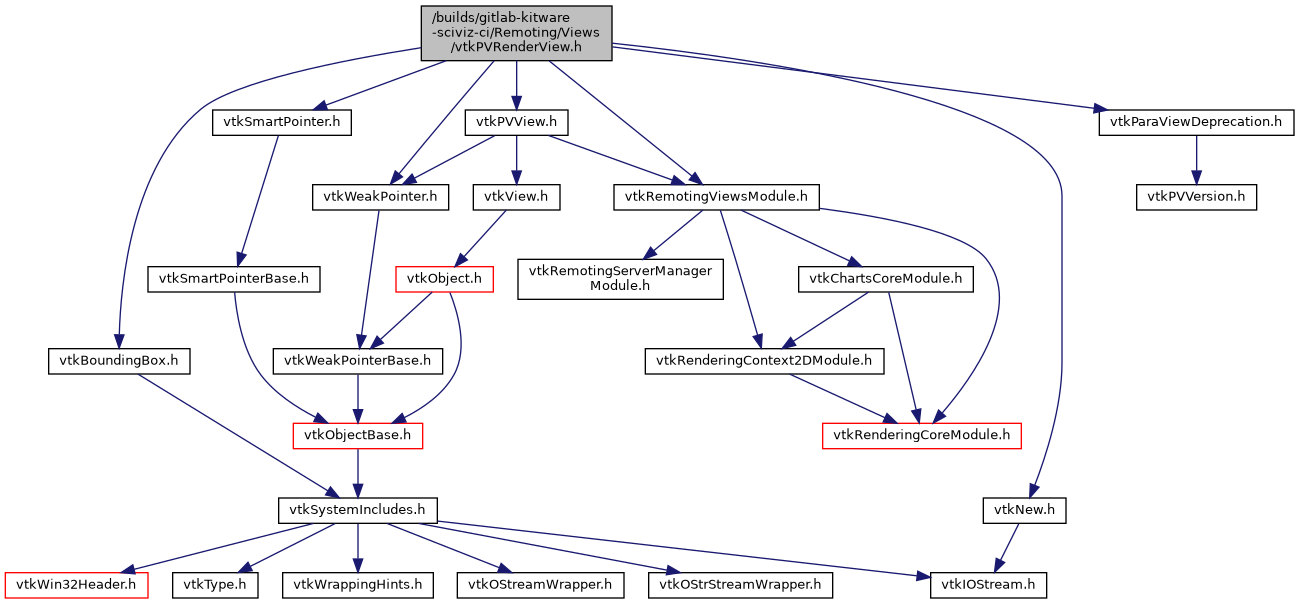 /builds/gitlab-kitware
-sciviz-ci/Remoting/Views
/vtkPVRenderView.h
vtkSmartPointer.h
vtkPVView.h
vtkParaViewDeprecation.h
vtkWeakPointer.h
vtkView.h
vtkRemotingViewsModule.h
vtkPVVersion.h
vtkSmartPointerBase.h
vtkObject.h
vtkRemotingServerManager
Module.h
vtkChartsCoreModule.h
vtkBoundingBox.h
vtkWeakPointerBase.h
vtkRenderingContext2DModule.h
vtkObjectBase.h
vtkRenderingCoreModule.h
vtkSystemIncludes.h
vtkNew.h
vtkWin32Header.h
vtkType.h
vtkWrappingHints.h
vtkOStreamWrapper.h
vtkOStrStreamWrapper.h
vtkIOStream.h